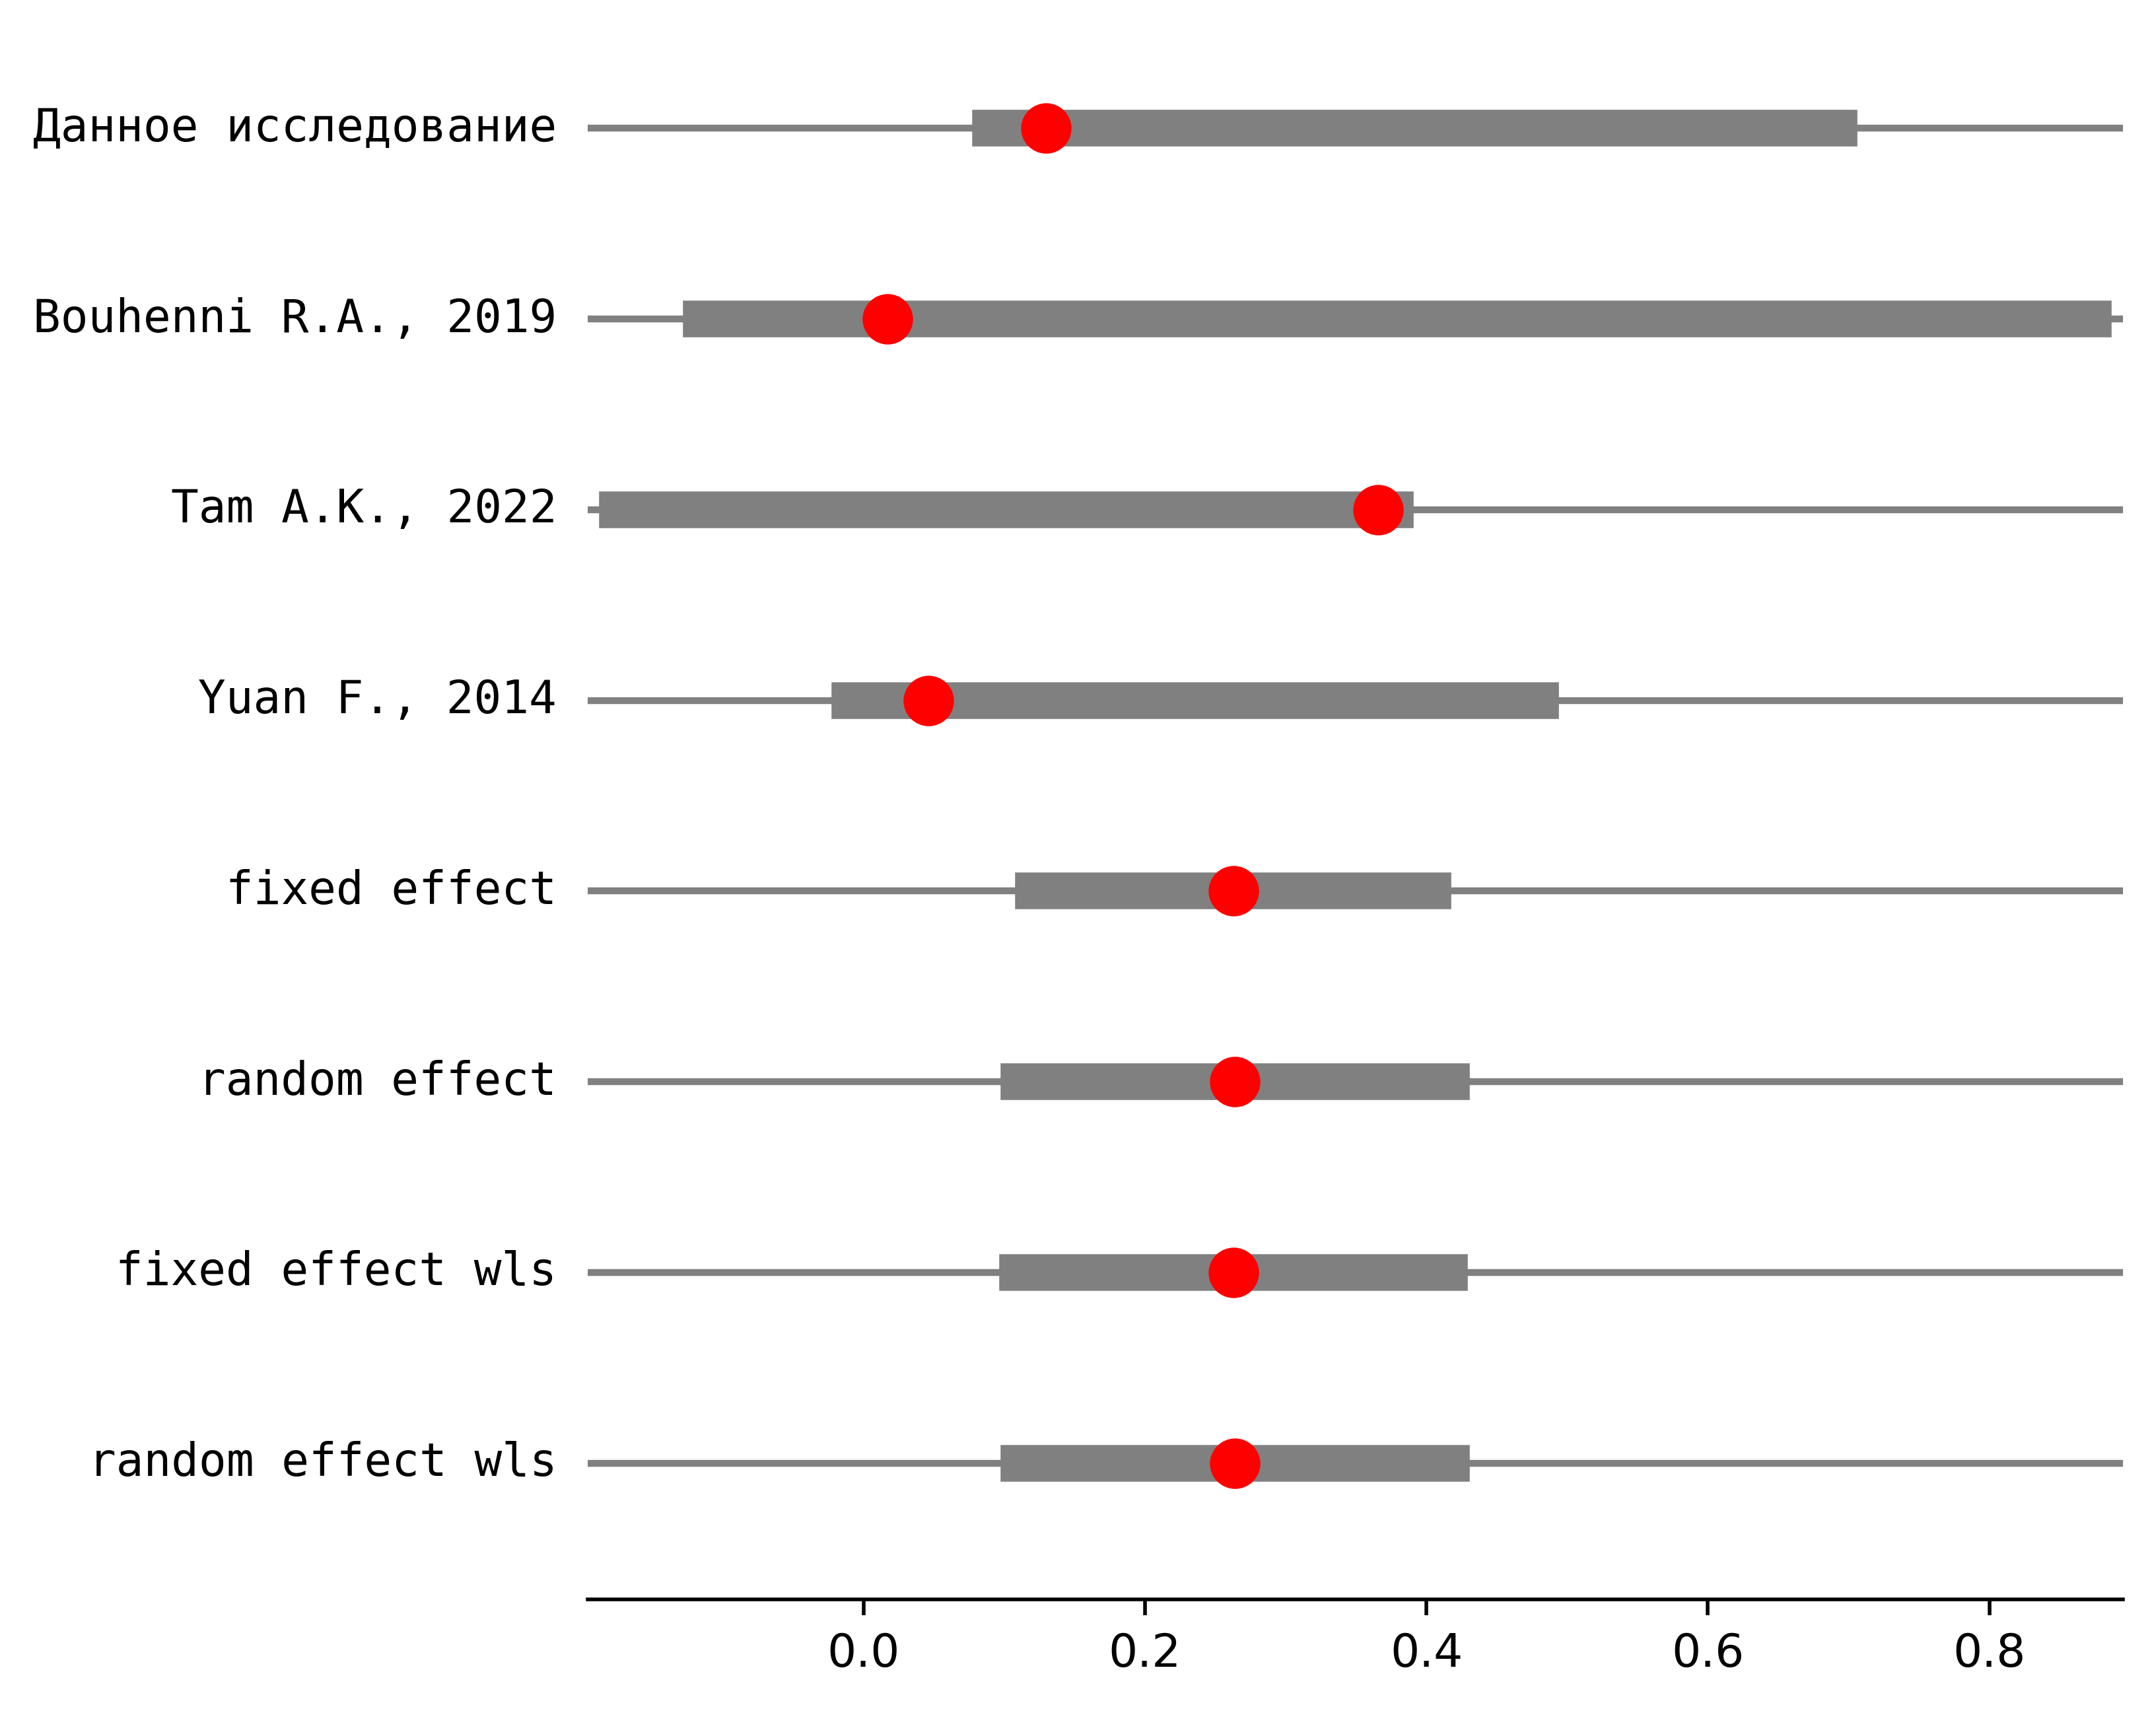 Данное исследование
Bouhenni R.A., 2019
Tam A.K., 2022
Yuan F., 2014
fixed effect
random effect
fixed effect wls
random effect wls
0.0 0.2 0.4 0.6 0.8